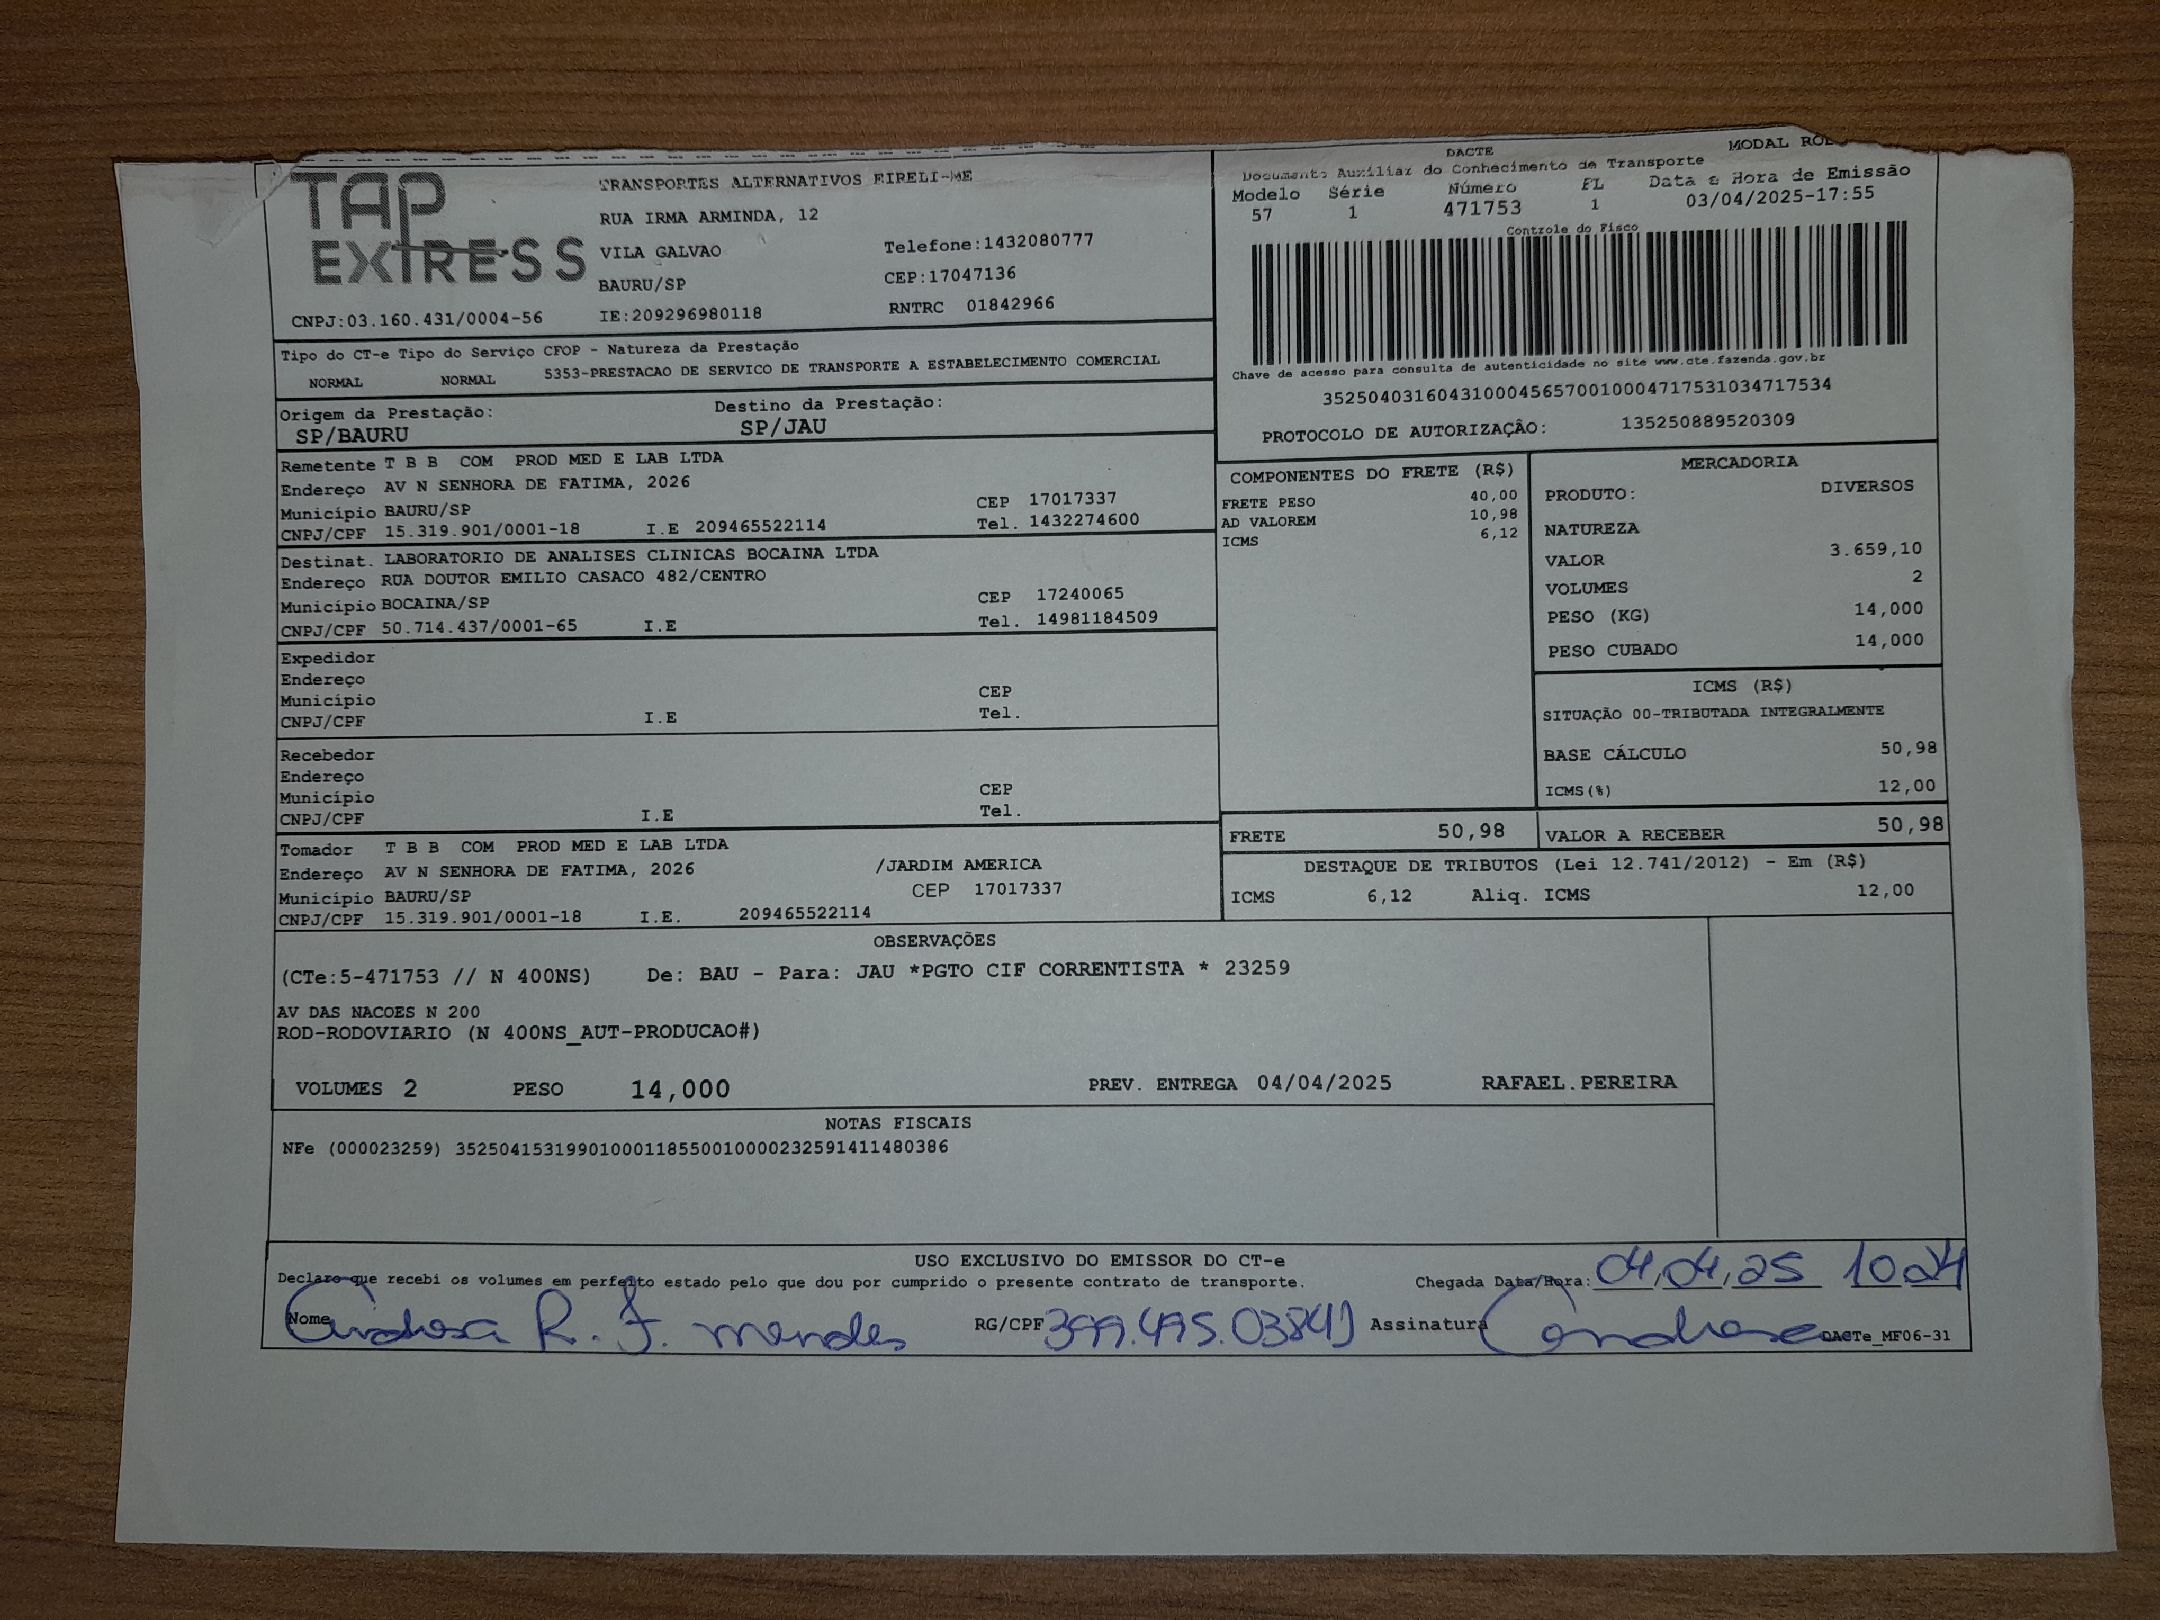 TAP EXPRESS
TRANSPORTES ALTERNATIVOS EIRELI-ME
RUA IRMA ARMINDA, 12
VILA GALVAO Telefone:1432080777
BAURU/SP CEP:17047136
CNPJ:03.160.431/0004-56 IE:209296980118 RNTRC 01842966
DACTE MODAL
Documento Auxiliar do Conhecimento de Transporte
Modelo Série Número FL Data e Hora de Emissão
57 1 471753 1 03/04/2025-17:55
Controle do Fisco
Chave de acesso para consulta de autenticidade no site www.cte.fazenda.gov.br
35250403160431000456570010004717531034717534
PROTOCOLO DE AUTORIZAÇÃO: 135250889520309
Tipo do CT-e Tipo do Serviço CFOP - Natureza da Prestação
NORMAL NORMAL 5353-PRESTACAO DE SERVICO DE TRANSPORTE A ESTABELECIMENTO COMERCIAL
Origem da Prestação: Destino da Prestação:
SP/BAURU SP/JAU
Remetente T B B COM PROD MED E LAB LTDA
Endereço AV N SENHORA DE FATIMA, 2026
Município BAURU/SP CEP 17017337
CNPJ/CPF 15.319.901/0001-18 I.E 209465522114 Tel. 1432274600
Destinat. LABORATORIO DE ANALISES CLINICAS BOCAINA LTDA
Endereço RUA DOUTOR EMILIO CASACO 482/CENTRO
Município BOCAINA/SP CEP 17240065
CNPJ/CPF 50.714.437/0001-65 I.E Tel. 14981184509
Expedidor
Endereço
Município CEP
CNPJ/CPF I.E Tel.
Recebedor
Endereço
Município CEP
CNPJ/CPF I.E Tel.
Tomador T B B COM PROD MED E LAB LTDA
Endereço AV N SENHORA DE FATIMA, 2026 /JARDIM AMERICA
Município BAURU/SP CEP 17017337
CNPJ/CPF 15.319.901/0001-18 I.E. 209465522114
COMPONENTES DO FRETE (R$)
FRETE PESO 40,00
AD VALOREM 10,98
ICMS 6,12
MERCADORIA
PRODUTO: DIVERSOS
NATUREZA
VALOR 3.659,10
VOLUMES 2
PESO (KG) 14,000
PESO CUBADO 14,000
ICMS (R$)
SITUAÇÃO 00-TRIBUTADA INTEGRALMENTE
BASE CÁLCULO 50,98
ICMS(%) 12,00
FRETE 50,98 VALOR A RECEBER 50,98
DESTAQUE DE TRIBUTOS (Lei 12.741/2012) - Em (R$)
ICMS 6,12 Aliq. ICMS 12,00
OBSERVAÇÕES
(CTe:5-471753 // N 400NS) De: BAU - Para: JAU *PGTO CIF CORRENTISTA * 23259
AV DAS NACOES N 200
ROD-RODOVIARIO (N 400NS_AUT-PRODUCAO#)
VOLUMES 2 PESO 14,000 PREV. ENTREGA 04/04/2025 RAFAEL.PEREIRA
NOTAS FISCAIS
NFe (000023259) 35250415319901000118550010000232591411480386
USO EXCLUSIVO DO EMISSOR DO CT-e
Declaro que recebi os volumes em perfeito estado pelo que dou por cumprido o presente contrato de transporte. Chegada Data/Hora: 04,04,25 10 24
Nome R. F. Mendes RG/CPF Assinatura
DACTe_MF06-31